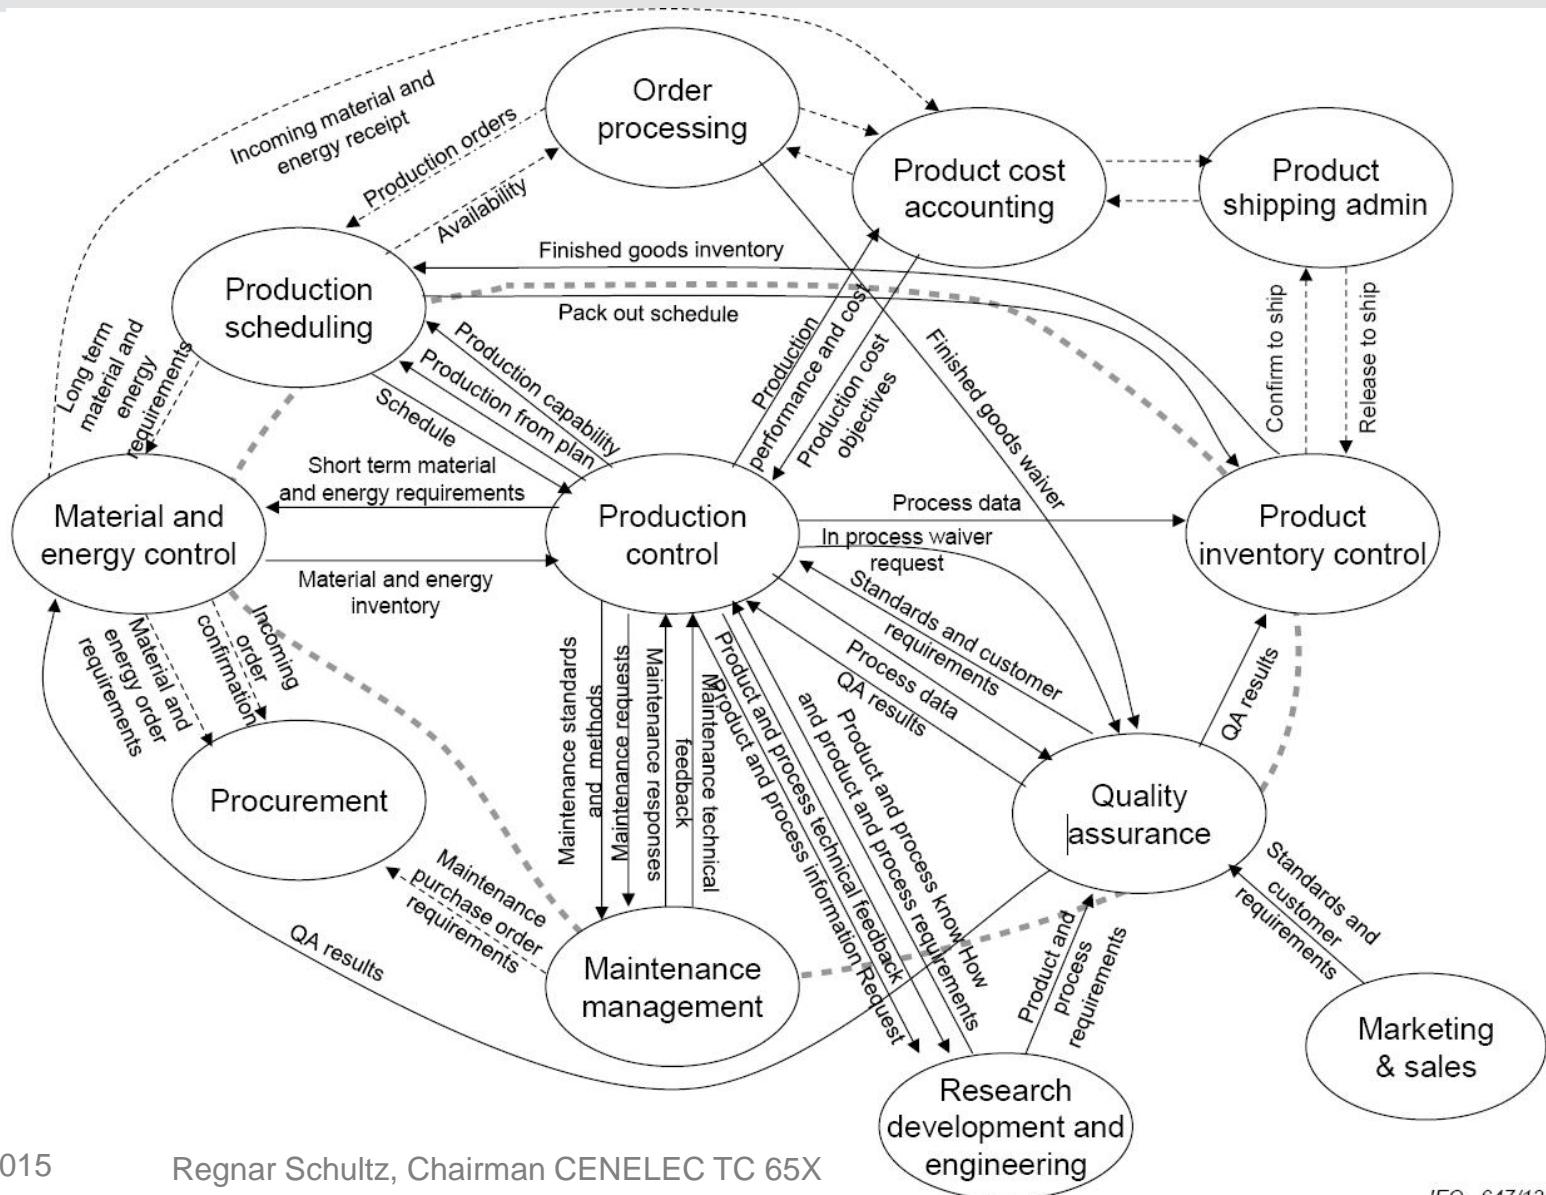 Order
processing
Incoming material and
energy receipt
Production orders
Availability
Product cost
accounting
Product
shipping admin
Finished goods inventory
Production
scheduling
Pack out schedule
Confirm to ship
Release to ship
Long term
material and
energy
requirements
Production capability
Production from plan
Schedule
Production
performance and cost
Production cost
objectives
Finished goods waiver
Short term material
and energy requirements
Material and
energy control
Production
control
Process data
Product
inventory control
In process waiver
request
Material and energy
inventory
Standards and customer
requirements
Process data
QA results
QA results
Incoming
order
confirmation
Material and
energy order
requirements
Maintenance standards
and methods
Maintenance requests
Maintenance responses
Maintenance technical
feedback
Product and process technical feedback
Product and process information Request
Product and process know How
and product and process requirements
Procurement
Quality
assurance
Maintenance
purchase order
requirements
QA results
Standards and
customer
requirements
Maintenance
management
Product and
process
requirements
Marketing
& sales
Research
development and
engineering
015
Regnar Schultz, Chairman CENELEC TC 65X